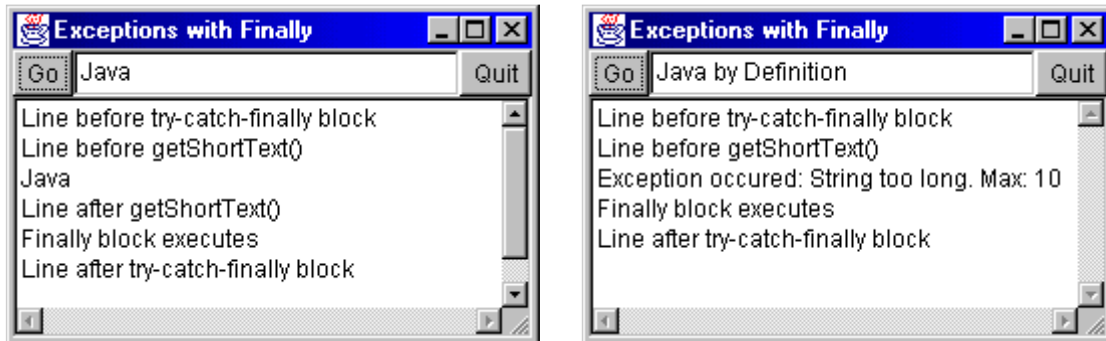 Exceptions with Finally
Go
Java
Quit
Line before try-catch-finally block
Line before getShortText()
Java
Line after getShortText()
Finally block executes
Line after try-catch-finally block
Exceptions with Finally
Go
Java by Definition
Quit
Line before try-catch-finally block
Line before getShortText()
Exception occured: String too long. Max: 10
Finally block executes
Line after try-catch-finally block